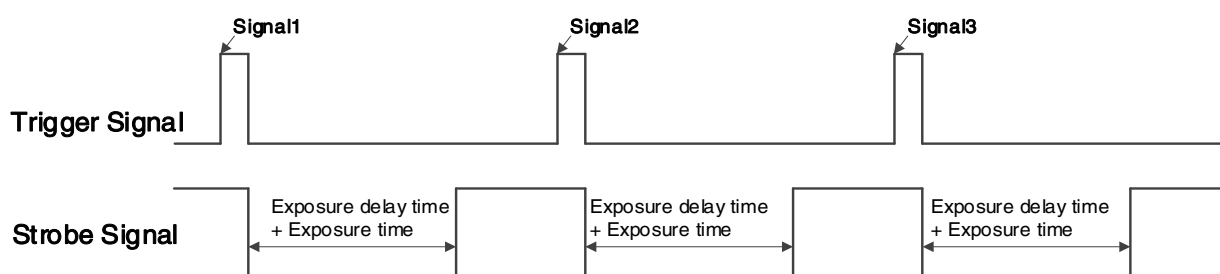 Signal1
Signal2
Signal3
Trigger Signal
Exposure delay time
+ Exposure time
Exposure delay time
+ Exposure time
Exposure delay time
+ Exposure time
Strobe Signal